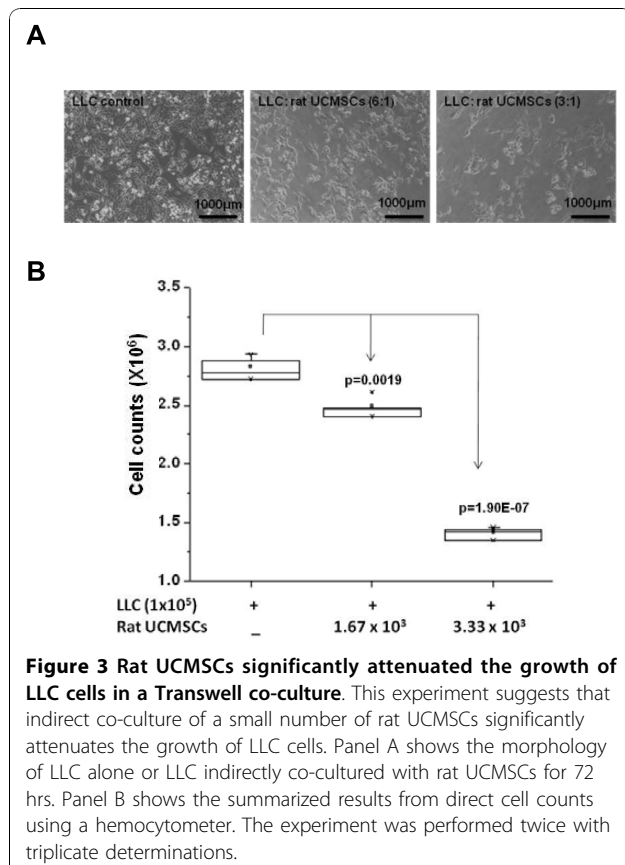 A
LLC control
LLC: rat UCMSCs (6:1)
LLC: rat UCMSCs (3:1)
1000µm
1000µm
1000µm
B
Cell counts (X10⁶)
3.5
3.0
2.5
2.0
1.5
1.0
p=0.0019
p=1.90E-07
LLC (1x10⁵) + + +
Rat UCMSCs _ 1.67 x 10³ 3.33 x 10³
Figure 3 Rat UCMSCs significantly attenuated the growth of
LLC cells in a Transwell co-culture. This experiment suggests that
indirect co-culture of a small number of rat UCMSCs significantly
attenuates the growth of LLC cells. Panel A shows the morphology
of LLC alone or LLC indirectly co-cultured with rat UCMSCs for 72
hrs. Panel B shows the summarized results from direct cell counts
using a hemocytometer. The experiment was performed twice with
triplicate determinations.